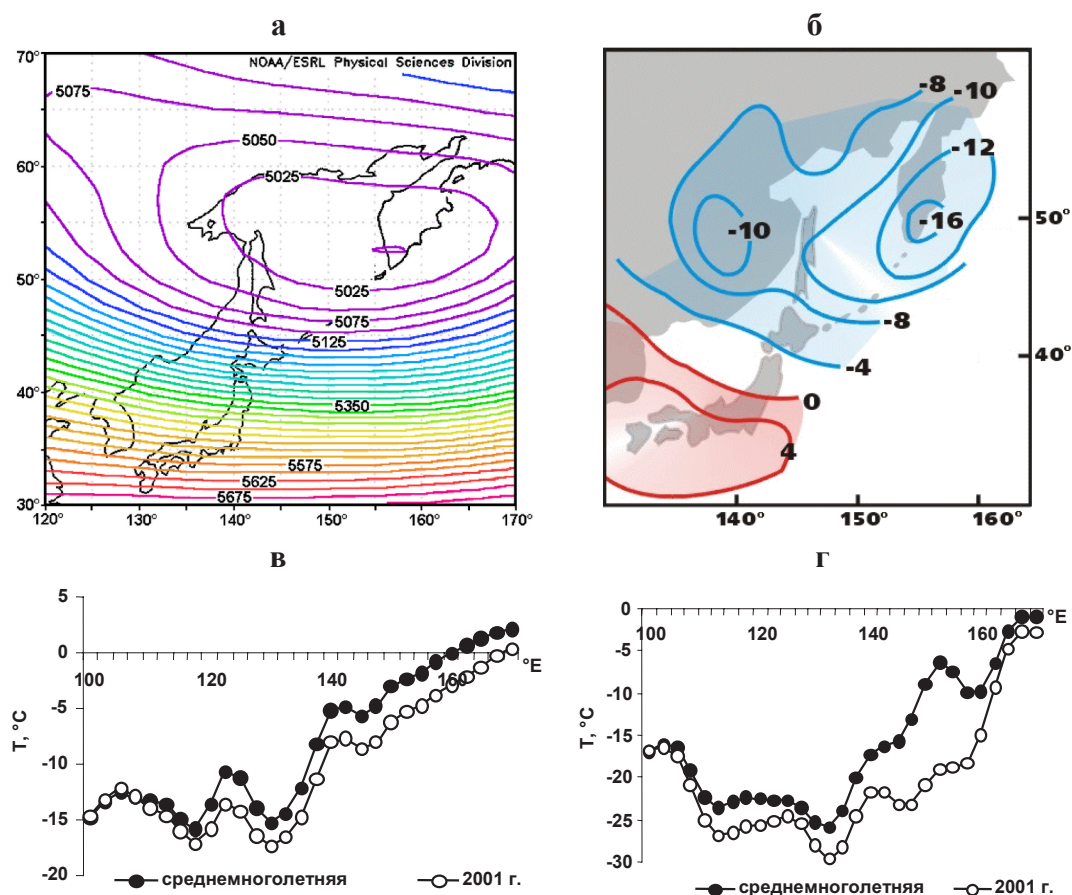 а
б
NOAA/ESRL Physical Sciences Division
70°
60°
50°
40°
30°
120° 130° 140° 150° 160° 170°
5075
5050
5025
5025
5075
5125
5350
5575
5625
5675
-8 -10
-12
-16
-10
-8
-4
0
4
50°
40°
140° 150° 160°
в
г
5
0
-5
-10
-15
-20
T, °C
100 120 140 160
°E
среднемноголетняя 2001 г.
0
-5
-10
-15
-20
-25
-30
T, °C
100 120 140 160
°E
среднемноголетняя 2001 г.